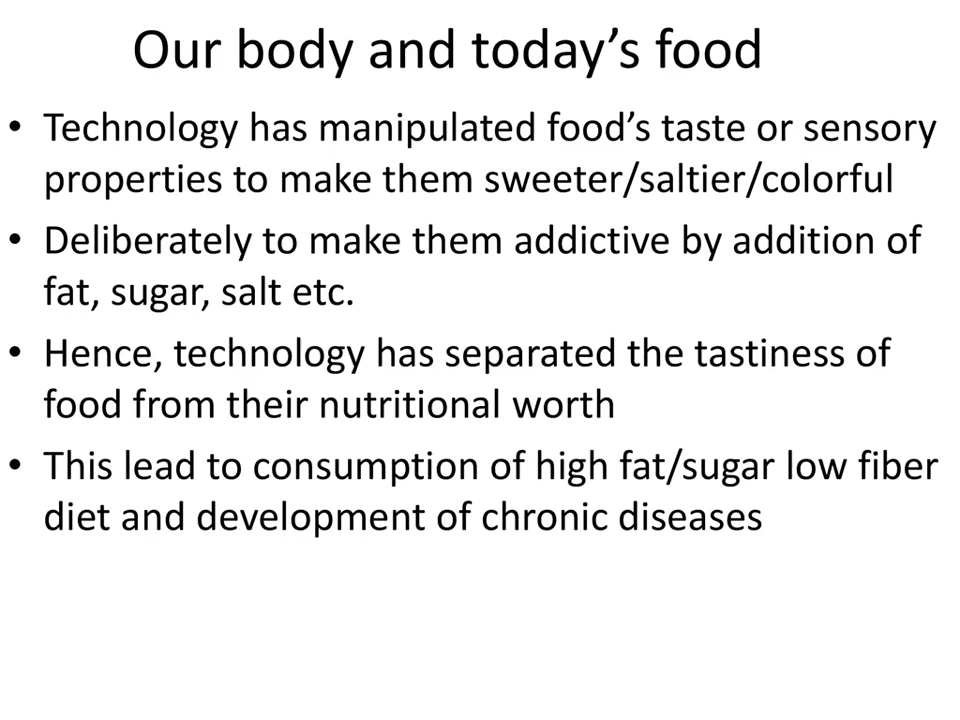 Our body and today’s food
• Technology has manipulated food’s taste or sensory
properties to make them sweeter/saltier/colorful
• Deliberately to make them addictive by addition of
fat, sugar, salt etc.
• Hence, technology has separated the tastiness of
food from their nutritional worth
• This lead to consumption of high fat/sugar low fiber
diet and development of chronic diseases